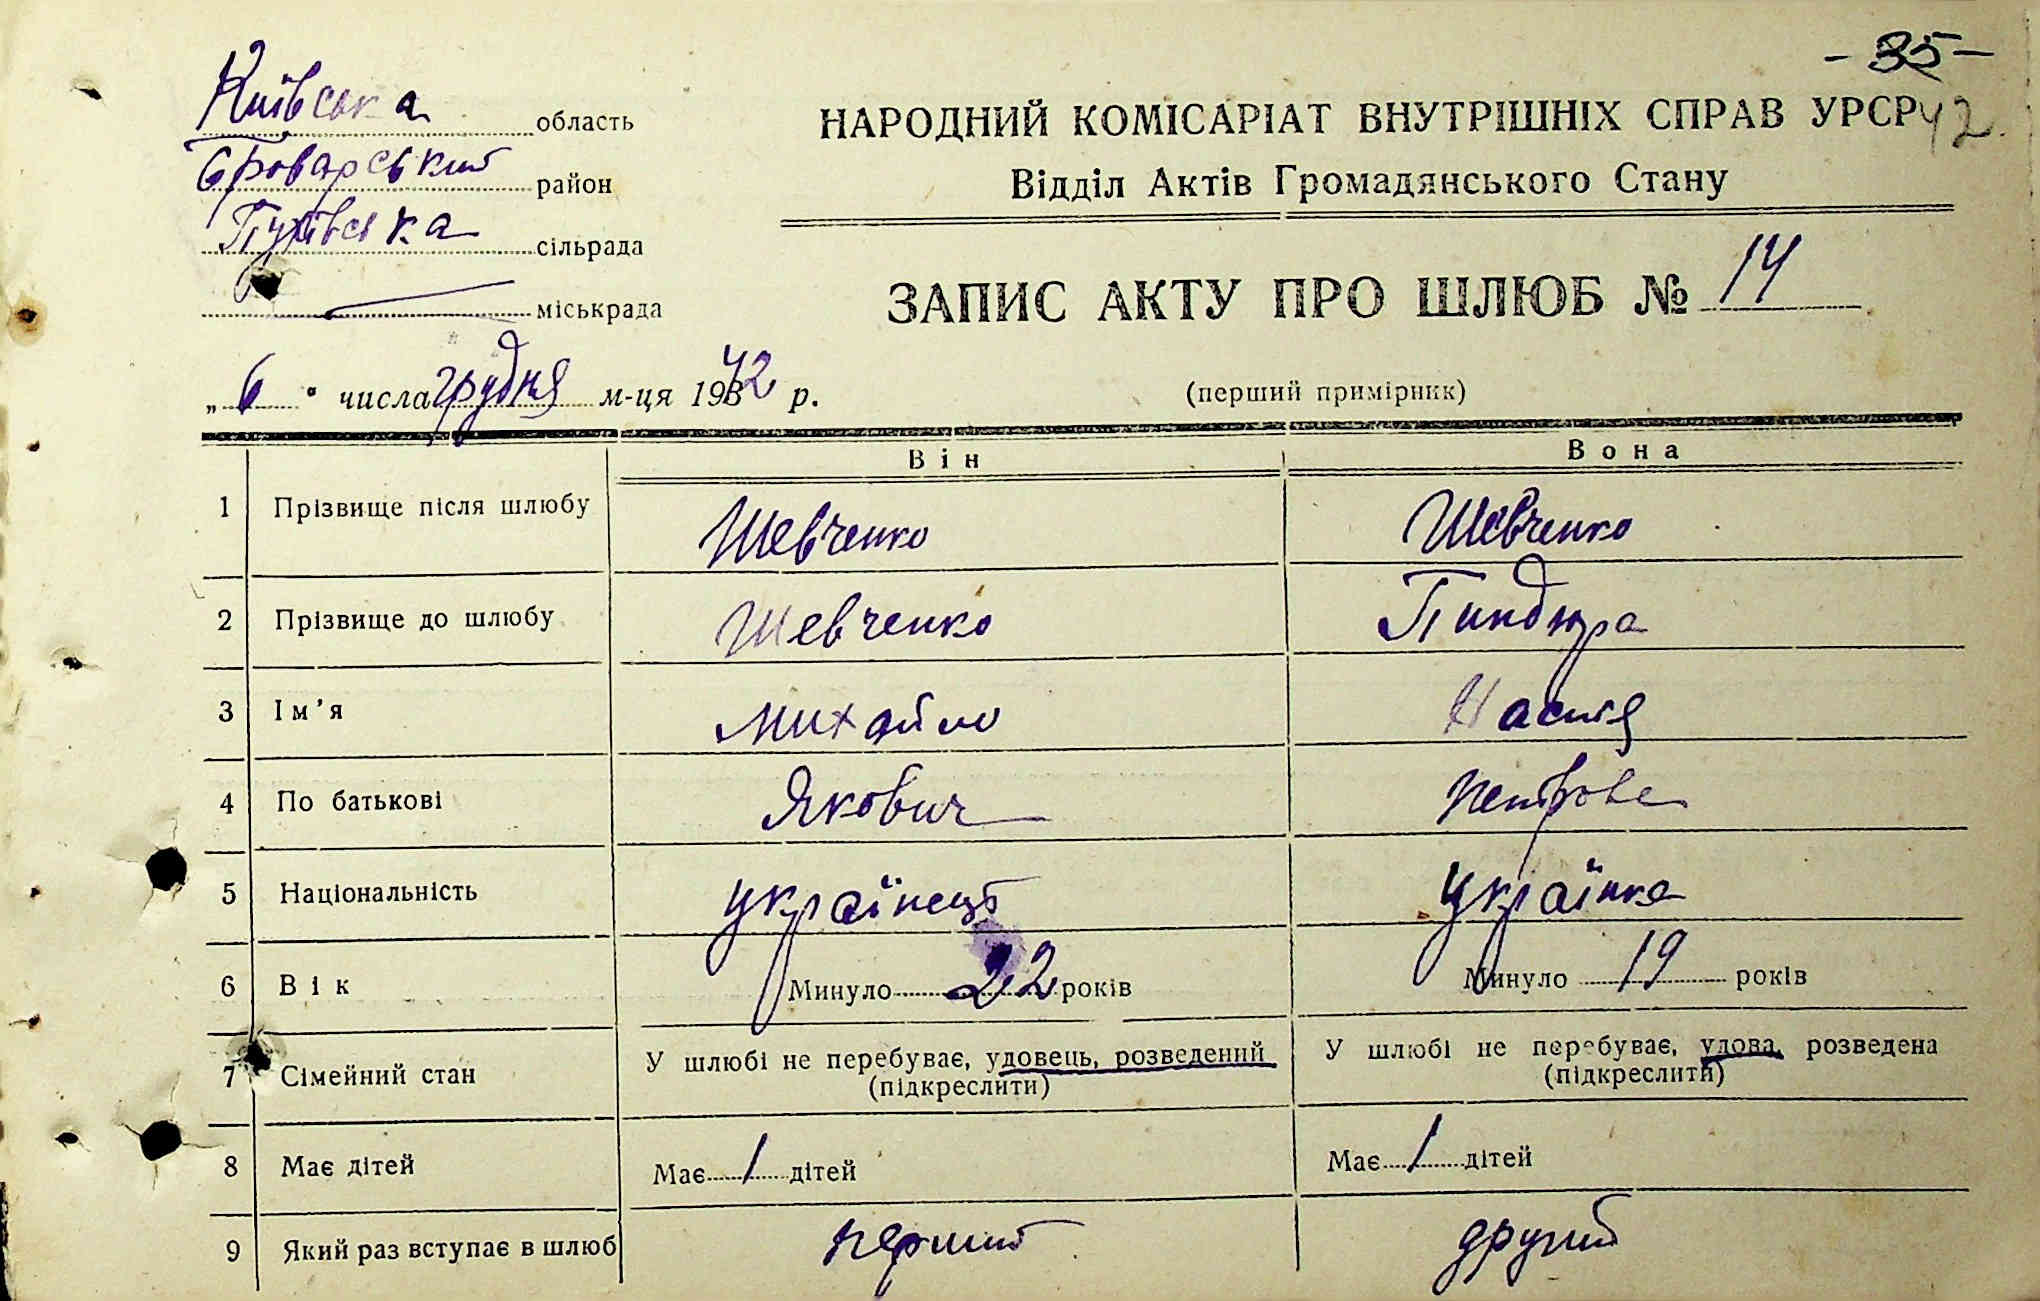 - 35 -
Київська область
НАРОДНИЙ КОМІСАРІАТ ВНУТРІШНІХ СПРАВ УРСР 42.
Броварський район
Відділ Актів Громадянського Стану
Пухівська сільрада
міськрада
ЗАПИС АКТУ ПРО ШЛЮБ № 14
„ 6 " числа грудня м-ця 1942 р.
(перший примірник)
Він Вона
1 Прізвище після шлюбу Шевченко Шевченко
2 Прізвище до шлюбу Шевченко Пиндюра
3 Ім'я Михайло Настя
4 По батькові Якович Петровна
5 Національність українець українка
6 Вік Минуло 22 років Минуло 19 років
7 Сімейний стан У шлюбі не перебуває, удовець, розведений (підкреслити) У шлюбі не перебуває, удова, розведена (підкреслити)
8 Має дітей Має 1 дітей Має 1 дітей
9 Який раз вступає в шлюб перший другий